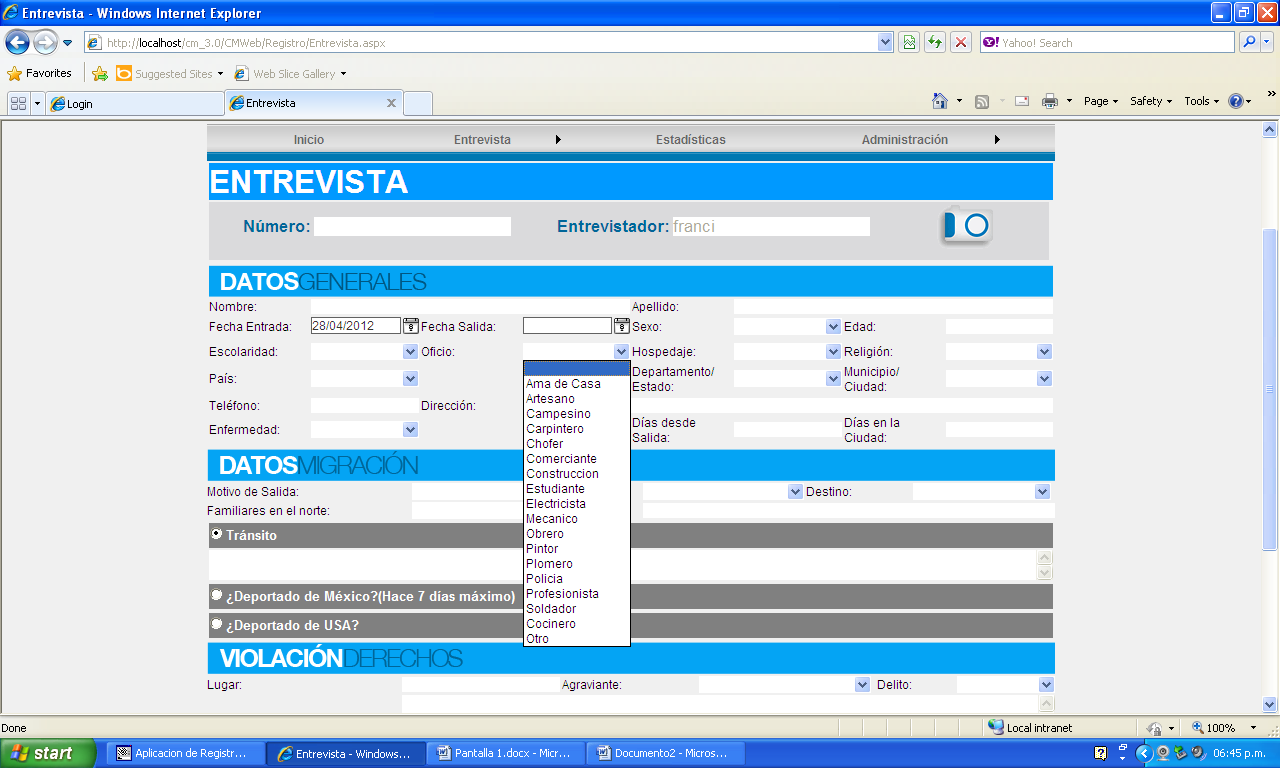 Entrevista - Windows Internet Explorer
http://localhost/cm_3.0/CMWeb/Registro/Entrevista.aspx
Yahoo! Search
Favorites Suggested Sites Web Slice Gallery
Login Entrevista X Page Safety Tools
Inicio Entrevista Estadísticas Administración
ENTREVISTA
Número: Entrevistador: franci
DATOSGENERALES
Nombre: Apellido:
Fecha Entrada: 28/04/2012 Fecha Salida: Sexo: Edad:
Escolaridad: Oficio: Hospedaje: Religión:
País: Departamento/ Estado: Municipio/ Ciudad:
Teléfono: Dirección:
Enfermedad: Días desde Salida: Días en la Ciudad:
Ama de Casa
Artesano
Campesino
Carpintero
Chofer
Comerciante
Construccion
Estudiante
Electricista
Mecanico
Obrero
Pintor
Plomero
Policia
Profesionista
Soldador
Cocinero
Otro
DATOSMIGRACIÓN
Motivo de Salida: Destino:
Familiares en el norte:
Tránsito
¿Deportado de México?(Hace 7 días máximo)
¿Deportado de USA?
VIOLACIÓNDERECHOS
Lugar: Agraviante: Delito:
Done Local intranet 100%
start Aplicacion de Registr... Entrevista - Windows... Pantalla 1.docx - Micr... Documento2 - Micros... 06:45 p.m.